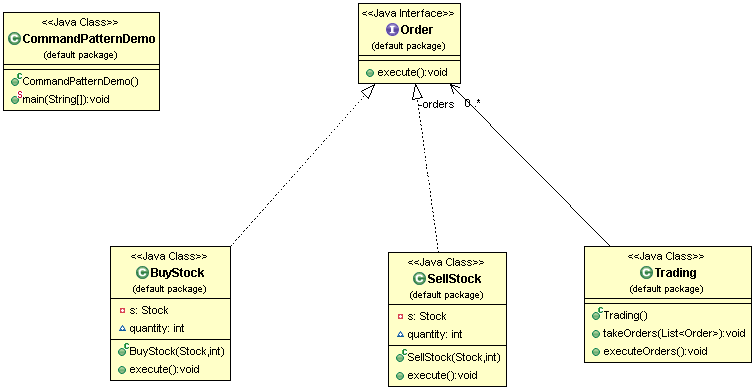 <<Java Class>>
CommandPatternDemo
(default package)
CommandPatternDemo()
main(String[]):void
<<Java Interface>>
Order
(default package)
execute():void
-orders 0..*
<<Java Class>>
BuyStock
(default package)
s: Stock
quantity: int
BuyStock(Stock,int)
execute():void
<<Java Class>>
SellStock
(default package)
s: Stock
quantity: int
SellStock(Stock,int)
execute():void
<<Java Class>>
Trading
(default package)
Trading()
takeOrders(List<Order>):void
executeOrders():void